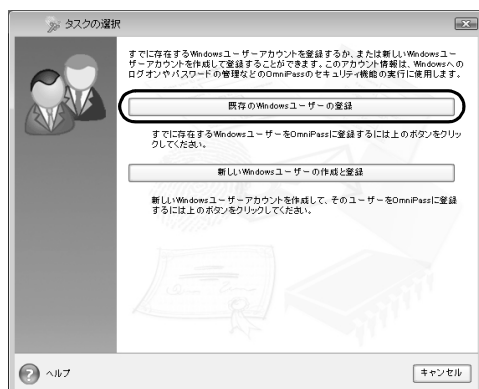 タスクの選択
すでに存在するWindowsユーザーアカウントを登録するか、または新しいWindowsユー
ザーアカウントを作成して登録することができます。このアカウント情報は、Windowsへの
ログオンやパスワードの管理などのOmniPassのセキュリティ機能の実行に使用します。
既存のWindowsユーザーの登録
すでに存在するWindowsユーザーをOmniPassに登録するには上のボタンをクリッ
クしてください。
新しいWindowsユーザーの作成と登録
新しいWindowsユーザーアカウントを作成して、そのユーザーをOmniPassに登録
するには上のボタンをクリックしてください。
ヘルプ
キャンセル